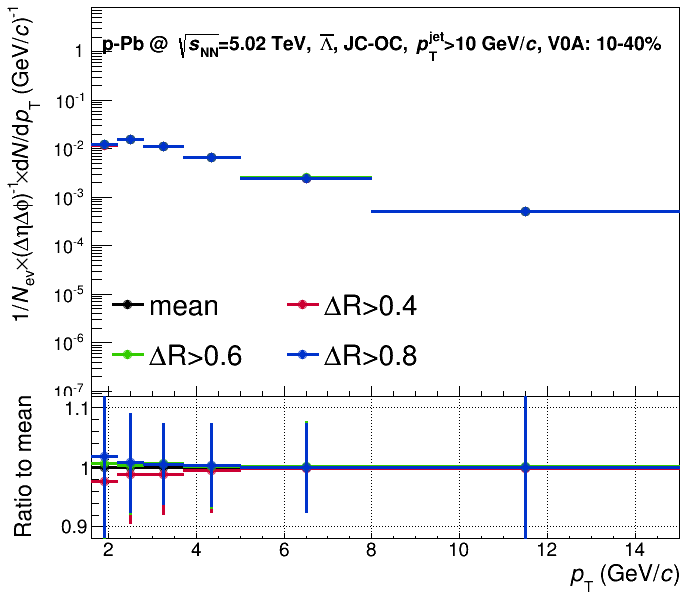 p-Pb @ √sNN=5.02 TeV, Λ̅, JC-OC, pTjet>10 GeV/c, V0A: 10-40%
1/Nev×(ΔηΔϕ)-1×dN/dpT (GeV/c)-1
1
10-1
10-2
10-3
10-4
10-5
10-6
10-7
mean ΔR>0.4
ΔR>0.6 ΔR>0.8
Ratio to mean
1.1
1
0.9
2 4 6 8 10 12 14
pT (GeV/c)